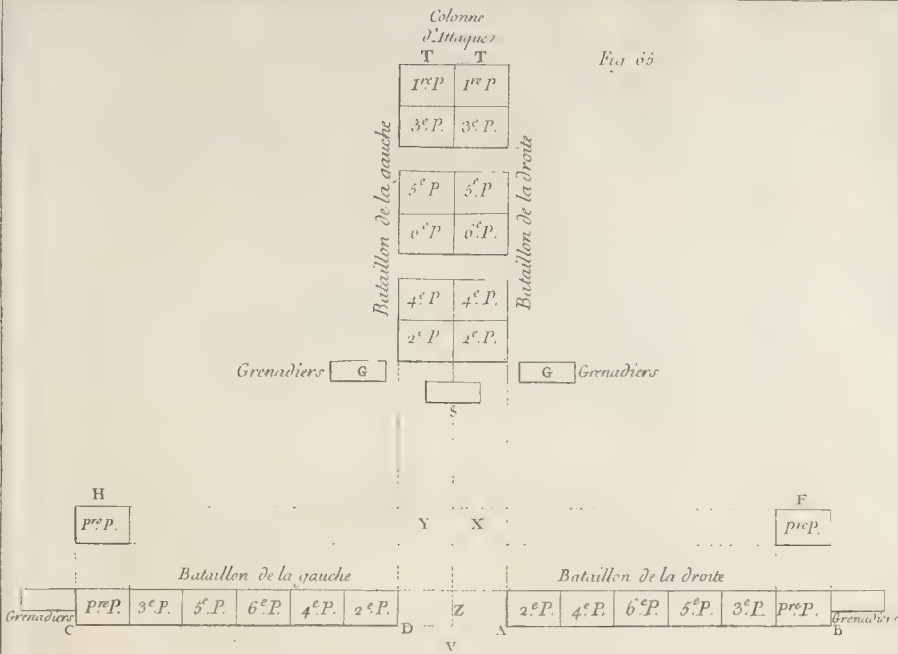 Colonne
d'Attaques
T T
Fig 65
1re P 1re P
3e. P. 3e. P.
Bataillon de la gauche
Bataillon de la droite
5e P 5e P.
6e P 6e P.
4e. P 4e. P.
2e P 2e. P.
Grenadiers G G Grenadiers
S
H F
pre p. pre p.
Y X
Bataillon de la gauche Bataillon de la droite
pre P. 3e P. 5e P. 6e P. 4e P. 2e P. Z 2e P. 4e P. 6e P. 5e P. 3e P. pre P.
Grenadiers Grenadiers
C D A B
V